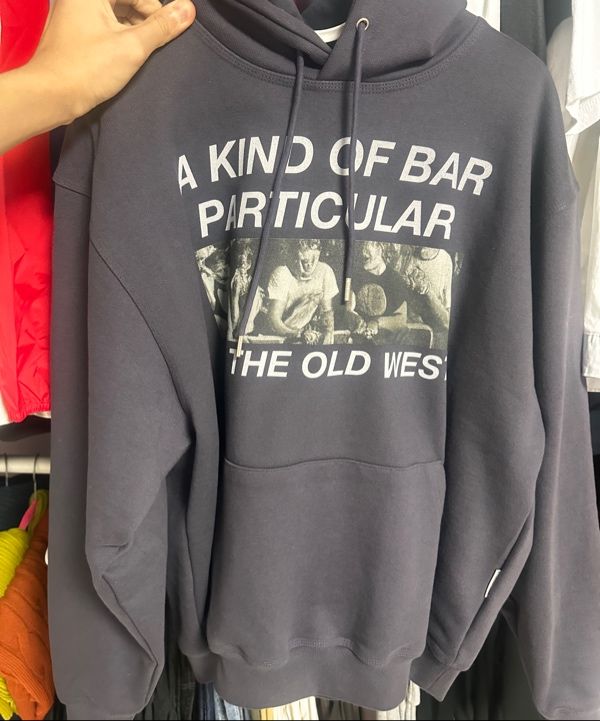 A KIND OF BAR
PARTICULAR
THE OLD WEST